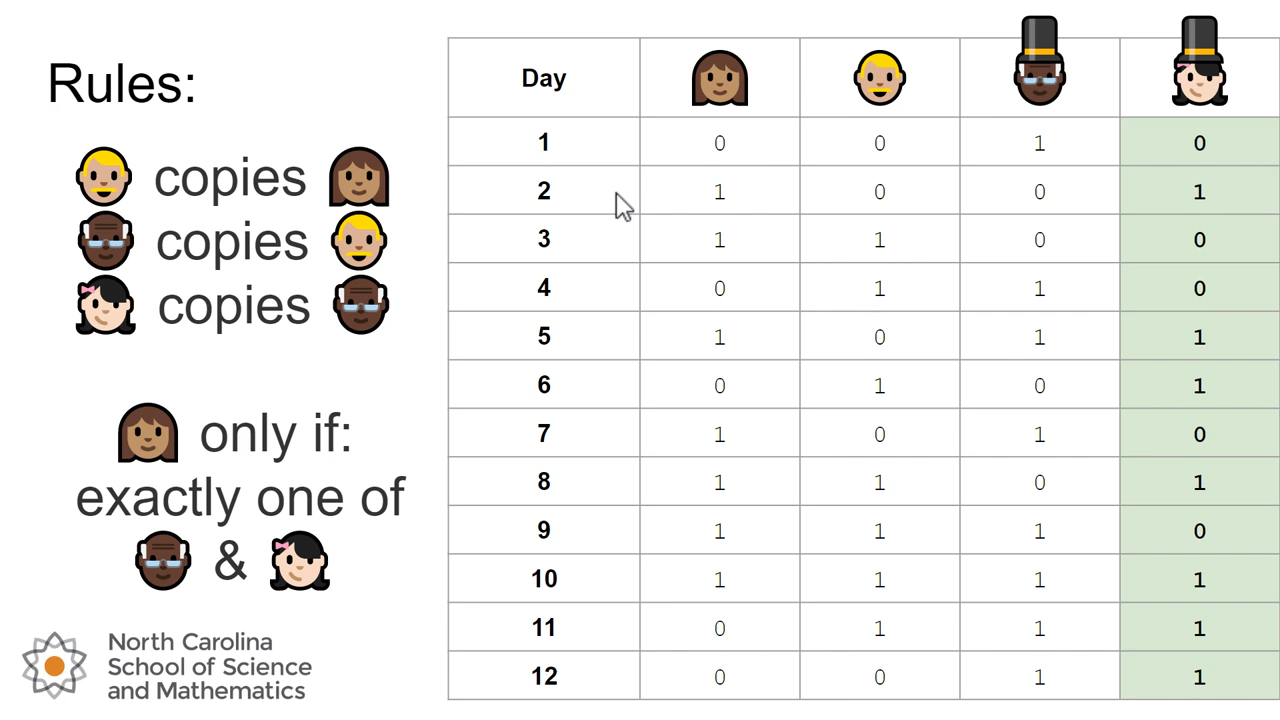 Rules:
copies
copies
copies
only if:
exactly one of
&
North Carolina
School of Science
and Mathematics
Day
1 0 0 1 0
2 1 0 0 1
3 1 1 0 0
4 0 1 1 0
5 1 0 1 1
6 0 1 0 1
7 1 0 1 0
8 1 1 0 1
9 1 1 1 0
10 1 1 1 1
11 0 1 1 1
12 0 0 1 1